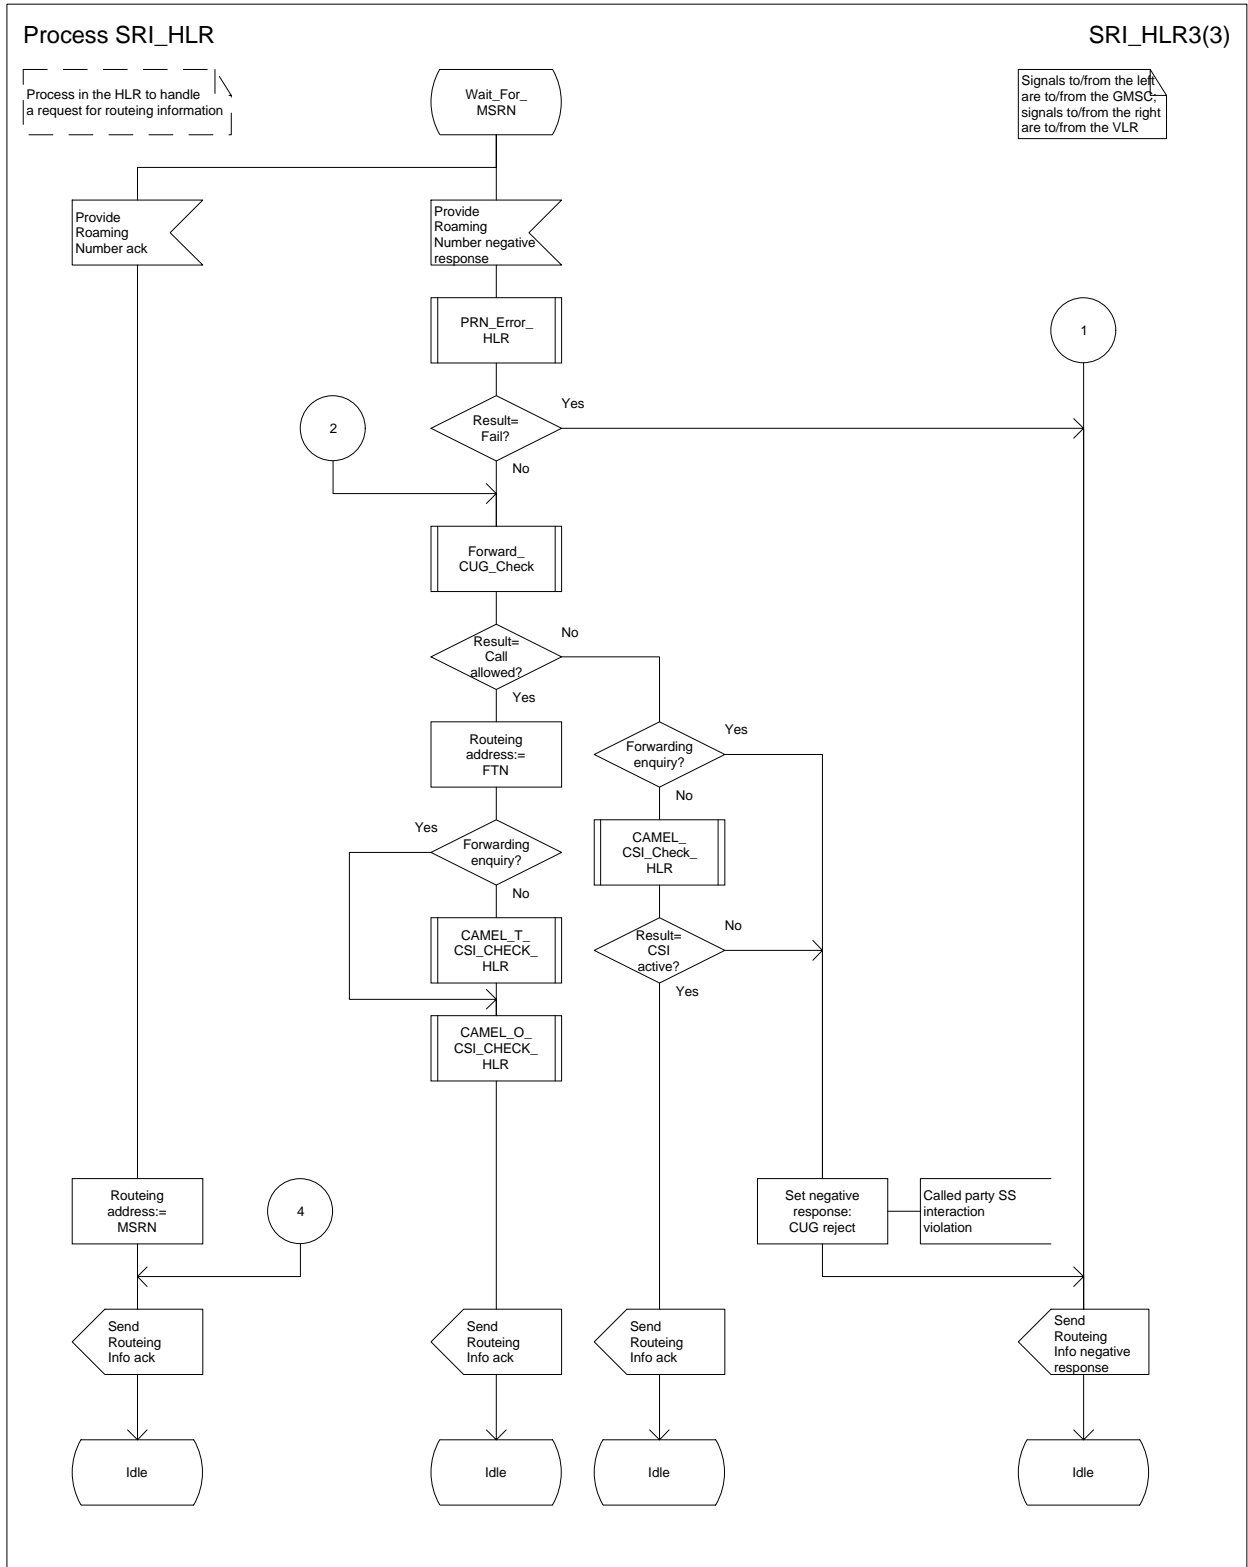 Process SRI_HLR
SRI_HLR3(3)
Process in the HLR to handle
a request for routeing information
Wait_For_
MSRN
Signals to/from the left
are to/from the GMSC;
signals to/from the right
are to/from the VLR
Provide
Roaming
Number ack
Provide
Roaming
Number negative
response
PRN_Error_
HLR
1
Result=
Fail?
Yes
No
2
Forward_
CUG_Check
Result=
Call
allowed?
No
Yes
Routeing
address:=
FTN
Forwarding
enquiry?
Yes
No
Forwarding
enquiry?
Yes
No
CAMEL_
CSI_Check_
HLR
CAMEL_T_
CSI_CHECK_
HLR
Result=
CSI
active?
No
Yes
CAMEL_O_
CSI_CHECK_
HLR
Routeing
address:=
MSRN
4
Set negative
response:
CUG reject
Called party SS
interaction
violation
Send
Routeing
Info ack
Send
Routeing
Info ack
Send
Routeing
Info ack
Send
Routeing
Info negative
response
Idle
Idle
Idle
Idle